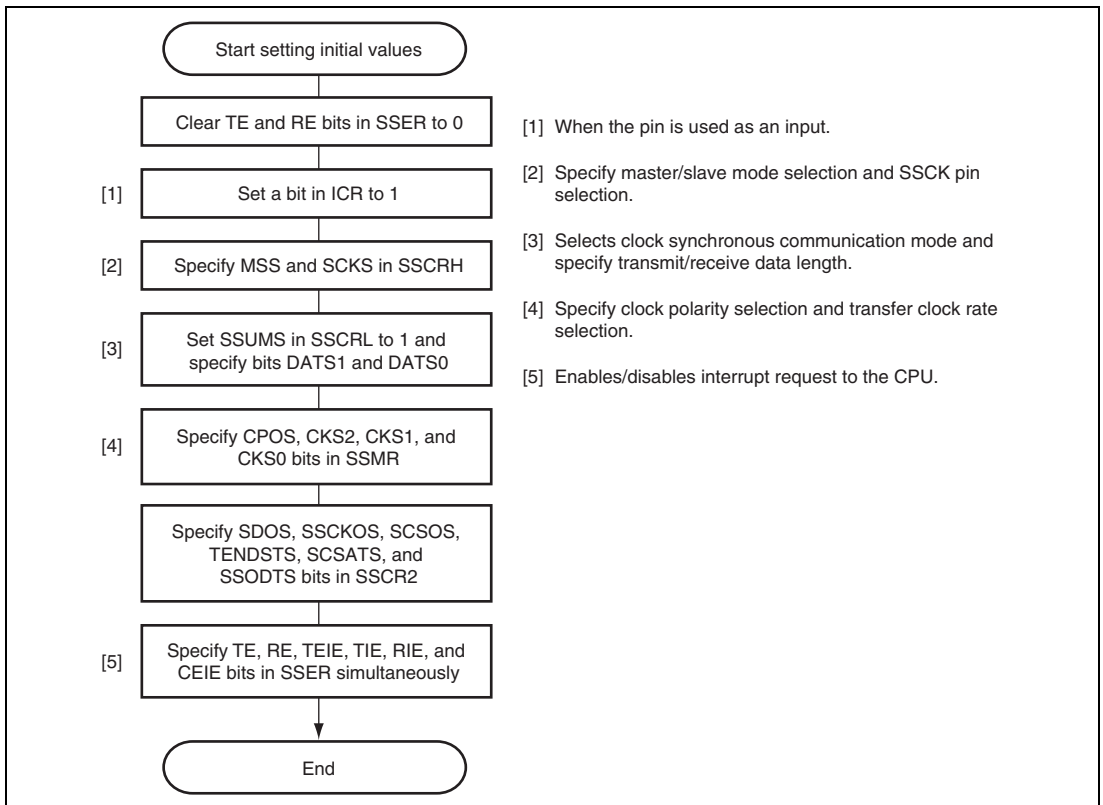 Start setting initial values
Clear TE and RE bits in SSER to 0
[1]
Set a bit in ICR to 1
[2]
Specify MSS and SCKS in SSCRH
[3]
Set SSUMS in SSCRL to 1 and
specify bits DATS1 and DATS0
[4]
Specify CPOS, CKS2, CKS1, and
CKS0 bits in SSMR
Specify SDOS, SSCKOS, SCSOS,
TENDSTS, SCSATS, and
SSODTS bits in SSCR2
[5]
Specify TE, RE, TEIE, TIE, RIE, and
CEIE bits in SSER simultaneously
End
[1] When the pin is used as an input.
[2] Specify master/slave mode selection and SSCK pin
selection.
[3] Selects clock synchronous communication mode and
specify transmit/receive data length.
[4] Specify clock polarity selection and transfer clock rate
selection.
[5] Enables/disables interrupt request to the CPU.